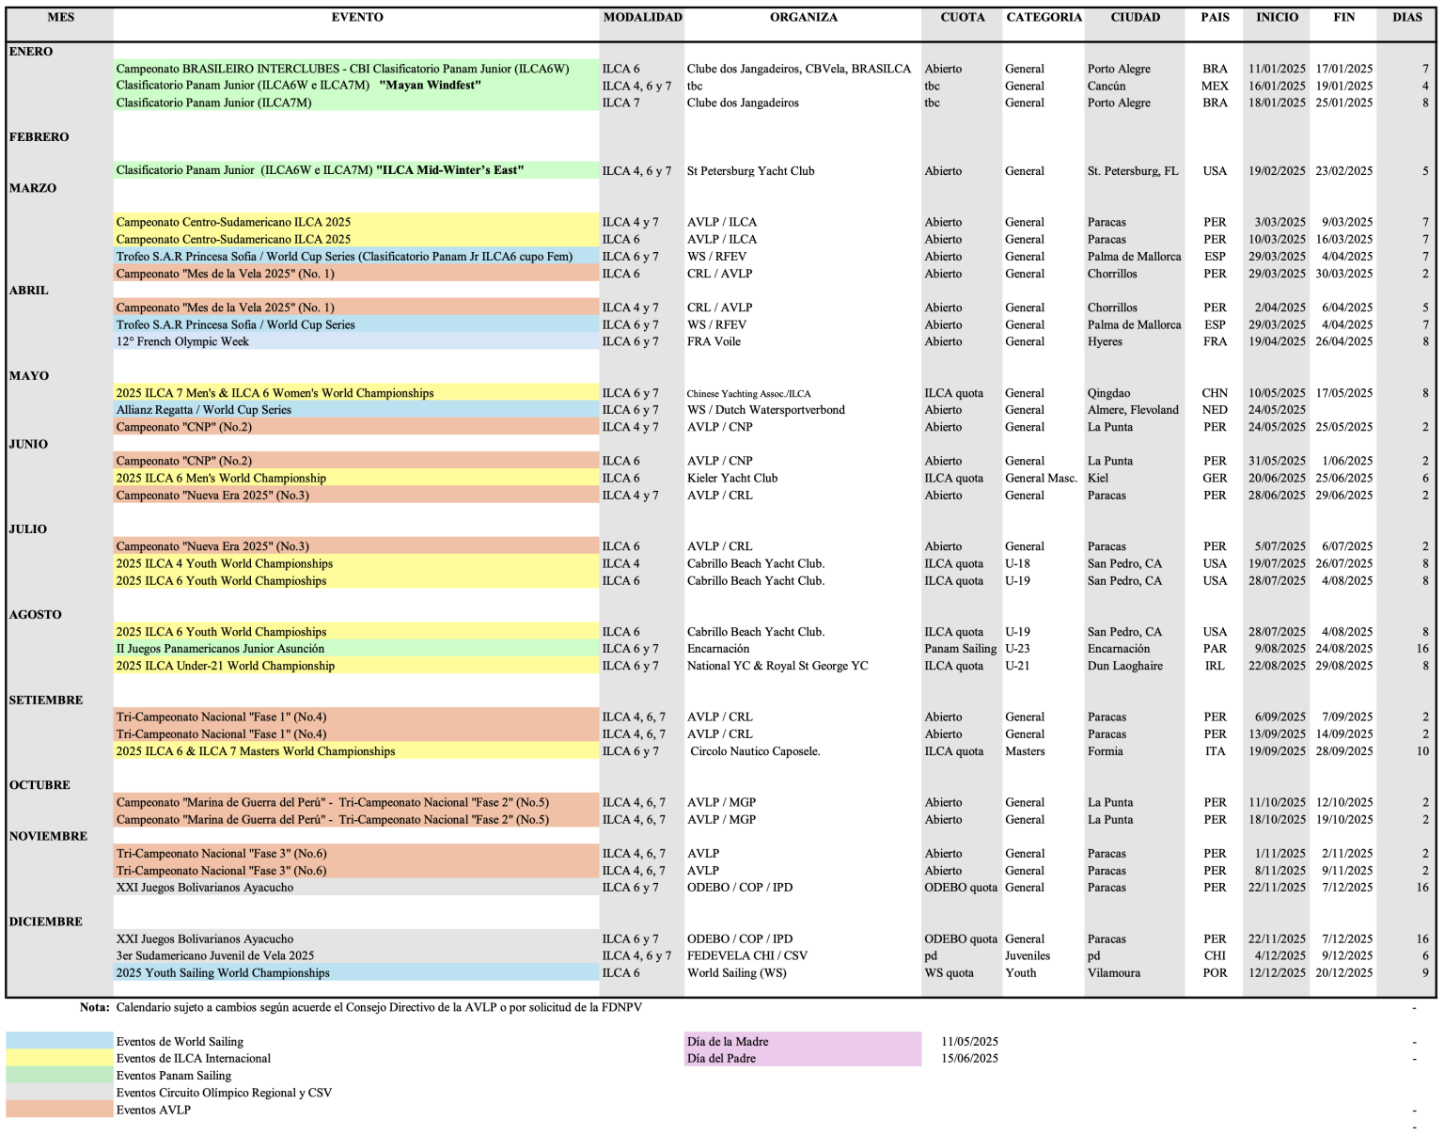 MES EVENTO MODALIDAD ORGANIZA CUOTA CATEGORIA CIUDAD PAIS INICIO FIN DIAS
ENERO
Campeonato BRASILEIRO INTERCLUBES - CBI Clasificatorio Panam Junior (ILCA6W) ILCA 6 Clube dos Jangadeiros, CBVela, BRASILCA Abierto General Porto Alegre BRA 11/01/2025 17/01/2025 7
Clasificatorio Panam Junior (ILCA6W e ILCA7M) "Mayan Windfest" ILCA 4, 6 y 7 tbc tbc General Cancún MEX 16/01/2025 19/01/2025 4
Clasificatorio Panam Junior (ILCA7M) ILCA 7 Clube dos Jangadeiros tbc General Porto Alegre BRA 18/01/2025 25/01/2025 8
FEBRERO
Clasificatorio Panam Junior (ILCA6W e ILCA7M) "ILCA Mid-Winter's East" ILCA 4, 6 y 7 St Petersburg Yacht Club Abierto General St. Petersburg, FL USA 19/02/2025 23/02/2025 5
MARZO
Campeonato Centro-Sudamericano ILCA 2025 ILCA 4 y 7 AVLP / ILCA Abierto General Paracas PER 3/03/2025 9/03/2025 7
Campeonato Centro-Sudamericano ILCA 2025 ILCA 6 AVLP / ILCA Abierto General Paracas PER 10/03/2025 16/03/2025 7
Trofeo S.A.R Princesa Sofia / World Cup Series (Clasificatorio Panam Jr ILCA6 cupo Fem) ILCA 6 y 7 WS / RFEV Abierto General Palma de Mallorca ESP 29/03/2025 4/04/2025 7
Campeonato "Mes de la Vela 2025" (No. 1) ILCA 6 CRL / AVLP Abierto General Chorrillos PER 29/03/2025 30/03/2025 2
ABRIL
Campeonato "Mes de la Vela 2025" (No. 1) ILCA 4 y 7 CRL / AVLP Abierto General Chorrillos PER 2/04/2025 6/04/2025 5
Trofeo S.A.R Princesa Sofia / World Cup Series ILCA 6 y 7 WS / RFEV Abierto General Palma de Mallorca ESP 29/03/2025 4/04/2025 7
12° French Olympic Week ILCA 6 y 7 FRA Voile Abierto General Hyeres FRA 19/04/2025 26/04/2025 8
MAYO
2025 ILCA 7 Men's & ILCA 6 Women's World Championships ILCA 6 y 7 Chinese Yachting Assoc./ILCA ILCA quota General Qingdao CHN 10/05/2025 17/05/2025 8
Allianz Regatta / World Cup Series ILCA 6 y 7 WS / Dutch Watersportverbond Abierto General Almere, Flevoland NED 24/05/2025
Campeonato "CNP" (No.2) ILCA 4 y 7 AVLP / CNP Abierto General La Punta PER 24/05/2025 25/05/2025 2
JUNIO
Campeonato "CNP" (No.2) ILCA 6 AVLP / CNP Abierto General La Punta PER 31/05/2025 1/06/2025 2
2025 ILCA 6 Men's World Championship ILCA 6 Kieler Yacht Club ILCA quota General Masc. Kiel GER 20/06/2025 25/06/2025 6
Campeonato "Nueva Era 2025" (No.3) ILCA 4 y 7 AVLP / CRL Abierto General Paracas PER 28/06/2025 29/06/2025 2
JULIO
Campeonato "Nueva Era 2025" (No.3) ILCA 6 AVLP / CRL Abierto General Paracas PER 5/07/2025 6/07/2025 2
2025 ILCA 4 Youth World Championships ILCA 4 Cabrillo Beach Yacht Club. ILCA quota U-18 San Pedro, CA USA 19/07/2025 26/07/2025 8
2025 ILCA 6 Youth World Champioships ILCA 6 Cabrillo Beach Yacht Club. ILCA quota U-19 San Pedro, CA USA 28/07/2025 4/08/2025 8
AGOSTO
2025 ILCA 6 Youth World Champioships ILCA 6 Cabrillo Beach Yacht Club. ILCA quota U-19 San Pedro, CA USA 28/07/2025 4/08/2025 8
II Juegos Panamericanos Junior Asunción ILCA 6 y 7 Encarnación Panam Sailing U-23 Encarnación PAR 9/08/2025 24/08/2025 16
2025 ILCA Under-21 World Championship ILCA 6 y 7 National YC & Royal St George YC ILCA quota U-21 Dun Laoghaire IRL 22/08/2025 29/08/2025 8
SETIEMBRE
Tri-Campeonato Nacional "Fase 1" (No.4) ILCA 4, 6, 7 AVLP / CRL Abierto General Paracas PER 6/09/2025 7/09/2025 2
Tri-Campeonato Nacional "Fase 1" (No.4) ILCA 4, 6, 7 AVLP / CRL Abierto General Paracas PER 13/09/2025 14/09/2025 2
2025 ILCA 6 & ILCA 7 Masters World Championships ILCA 6 y 7 Circolo Nautico Caposele. ILCA quota Masters Formia ITA 19/09/2025 28/09/2025 10
OCTUBRE
Campeonato "Marina de Guerra del Perú" - Tri-Campeonato Nacional "Fase 2" (No.5) ILCA 4, 6, 7 AVLP / MGP Abierto General La Punta PER 11/10/2025 12/10/2025 2
Campeonato "Marina de Guerra del Perú" - Tri-Campeonato Nacional "Fase 2" (No.5) ILCA 4, 6, 7 AVLP / MGP Abierto General La Punta PER 18/10/2025 19/10/2025 2
NOVIEMBRE
Tri-Campeonato Nacional "Fase 3" (No.6) ILCA 4, 6, 7 AVLP Abierto General Paracas PER 1/11/2025 2/11/2025 2
Tri-Campeonato Nacional "Fase 3" (No.6) ILCA 4, 6, 7 AVLP Abierto General Paracas PER 8/11/2025 9/11/2025 2
XXI Juegos Bolivarianos Ayacucho ILCA 6 y 7 ODEBO / COP / IPD ODEBO quota General Paracas PER 22/11/2025 7/12/2025 16
DICIEMBRE
XXI Juegos Bolivarianos Ayacucho ILCA 6 y 7 ODEBO / COP / IPD ODEBO quota General Paracas PER 22/11/2025 7/12/2025 16
3er Sudamericano Juvenil de Vela 2025 ILCA 4, 6 y 7 FEDEVELA CHI / CSV pd Juveniles pd CHI 4/12/2025 9/12/2025 6
2025 Youth Sailing World Championships ILCA 6 World Sailing (WS) WS quota Youth Vilamoura POR 12/12/2025 20/12/2025 9
Nota: Calendario sujeto a cambios según acuerde el Consejo Directivo de la AVLP o por solicitud de la FDNPV -
Eventos de World Sailing Día de la Madre 11/05/2025 -
Eventos de ILCA Internacional Día del Padre 15/06/2025 -
Eventos Panam Sailing
Eventos Circuito Olímpico Regional y CSV
Eventos AVLP -
-